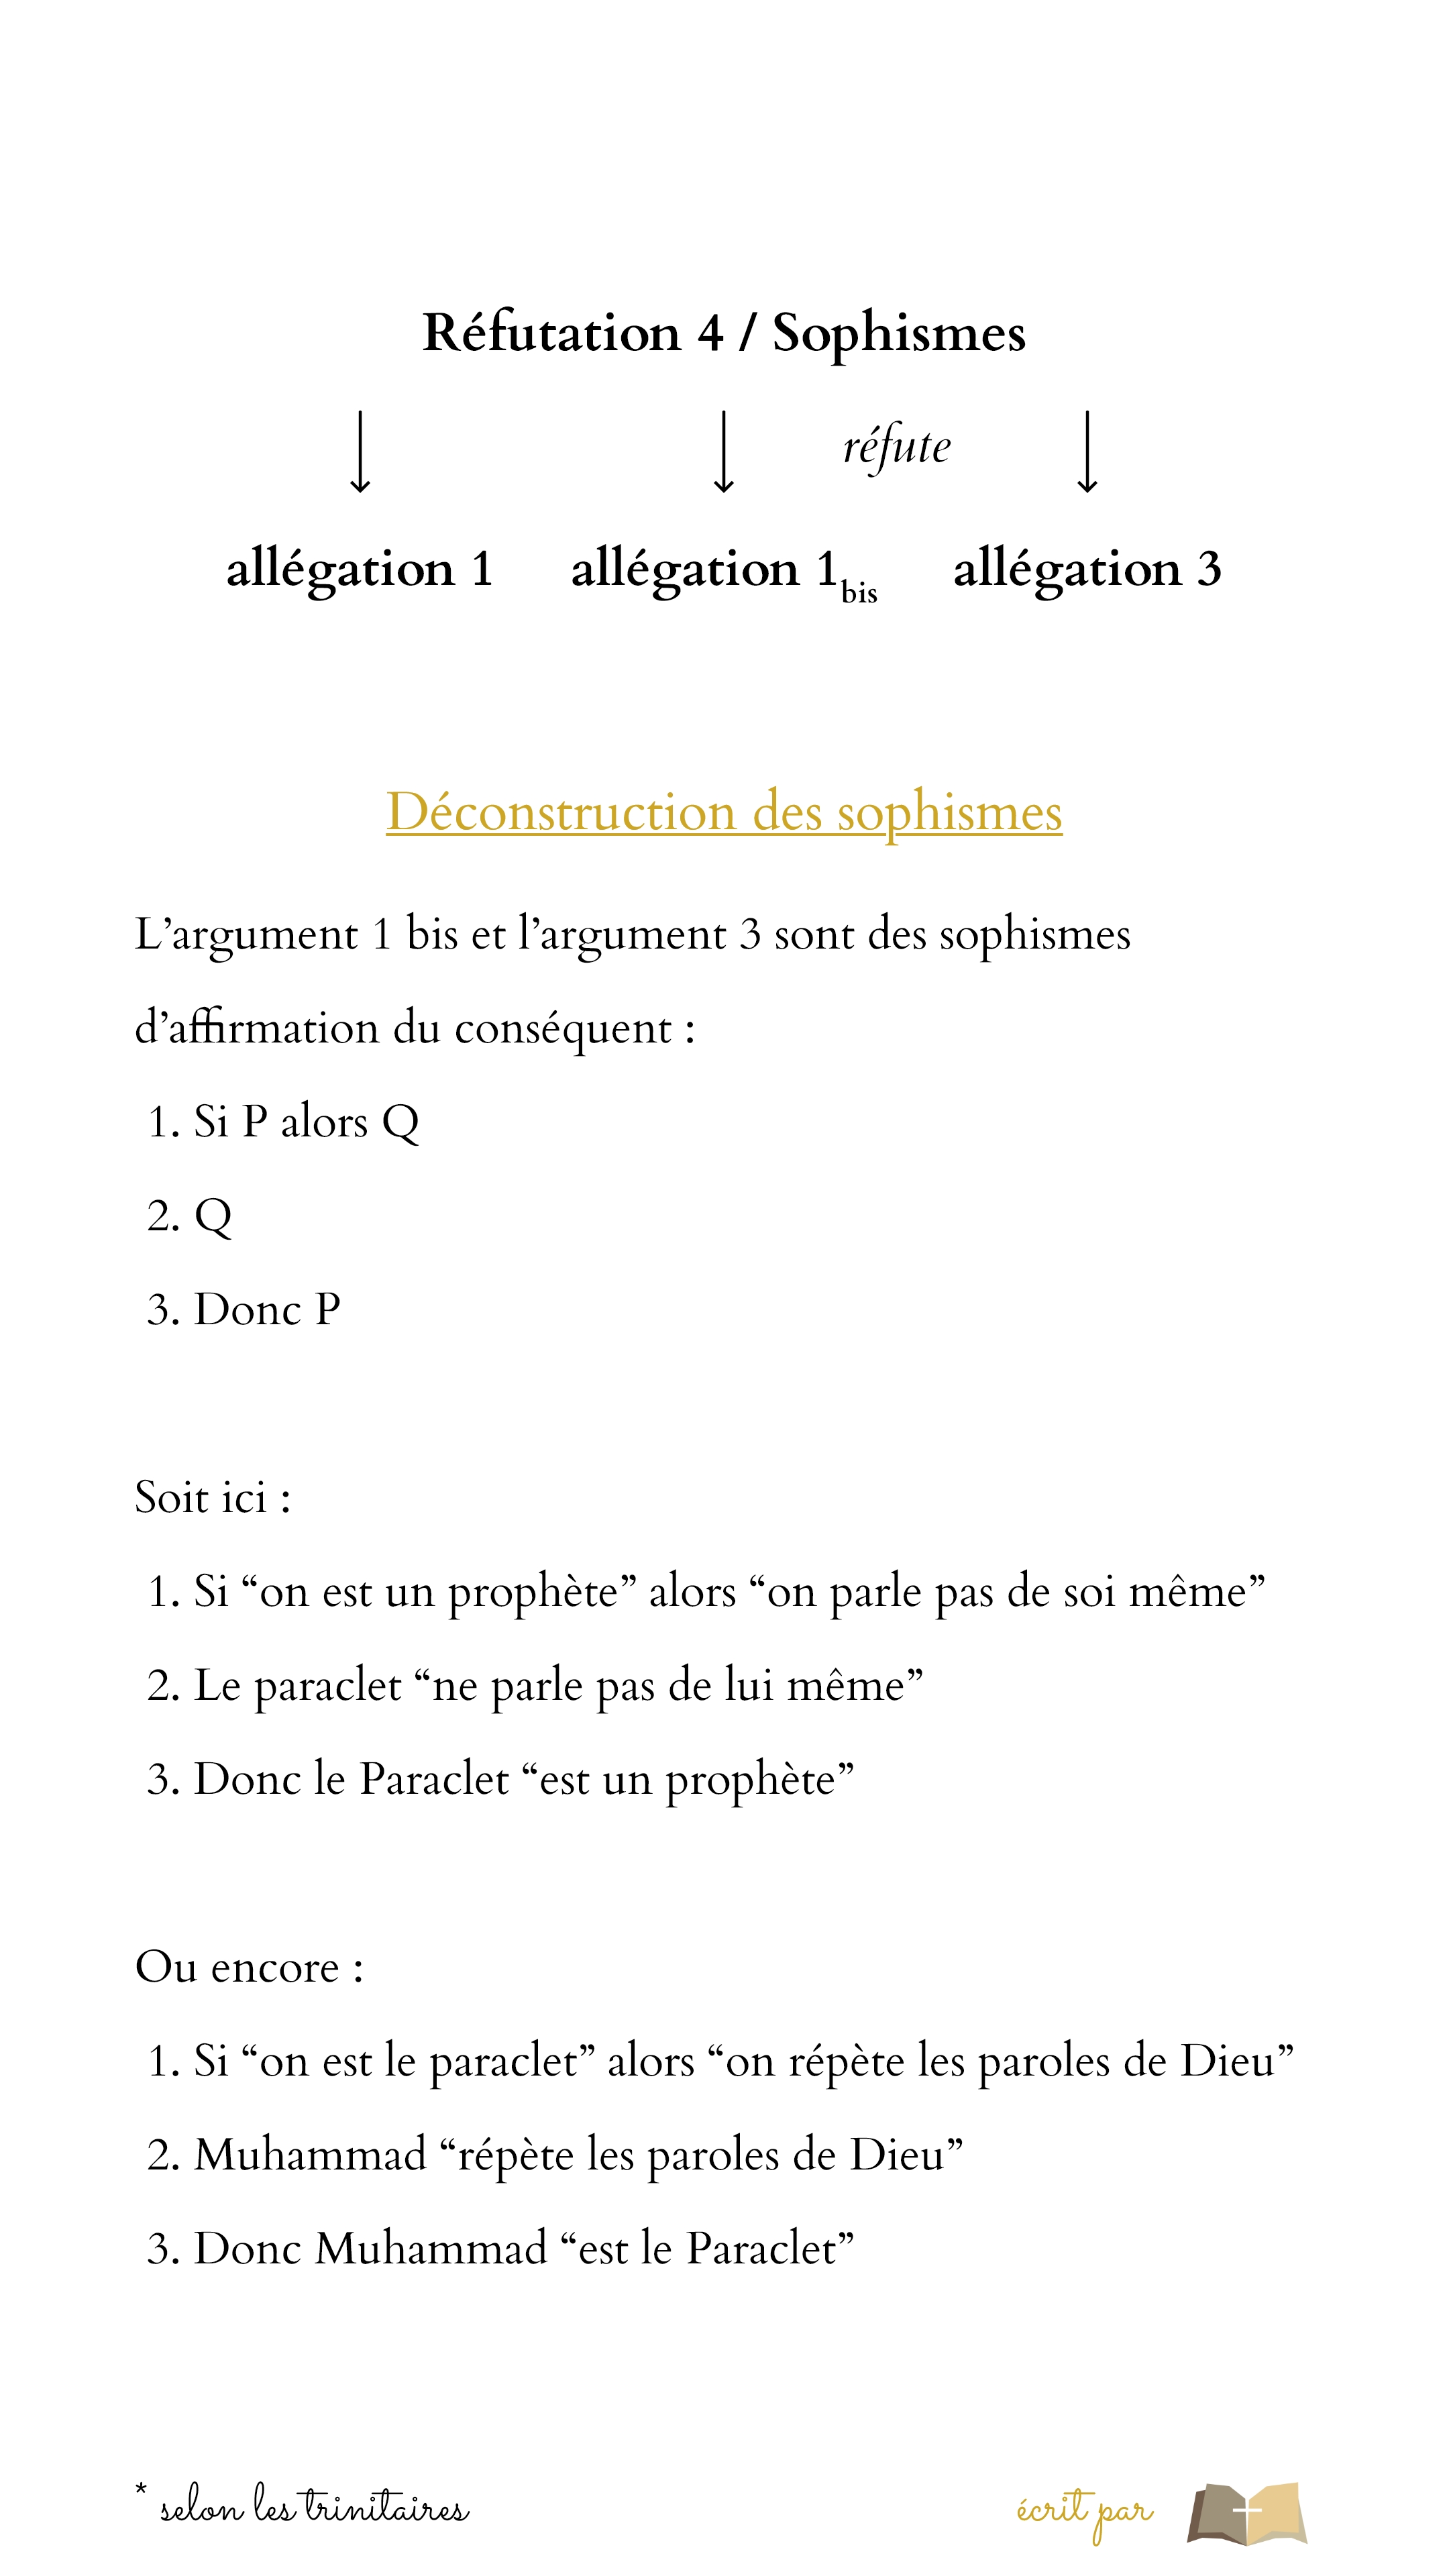 Réfutation 4 / Sophismes
réfute
allégation 1 allégation 1bis allégation 3
Déconstruction des sophismes
L’argument 1 bis et l’argument 3 sont des sophismes
d’affirmation du conséquent :
1. Si P alors Q
2. Q
3. Donc P
Soit ici :
1. Si “on est un prophète” alors “on parle pas de soi même”
2. Le paraclet “ne parle pas de lui même”
3. Donc le Paraclet “est un prophète”
Ou encore :
1. Si “on est le paraclet” alors “on répète les paroles de Dieu”
2. Muhammad “répète les paroles de Dieu”
3. Donc Muhammad “est le Paraclet”
* selon les trinitaires écrit par